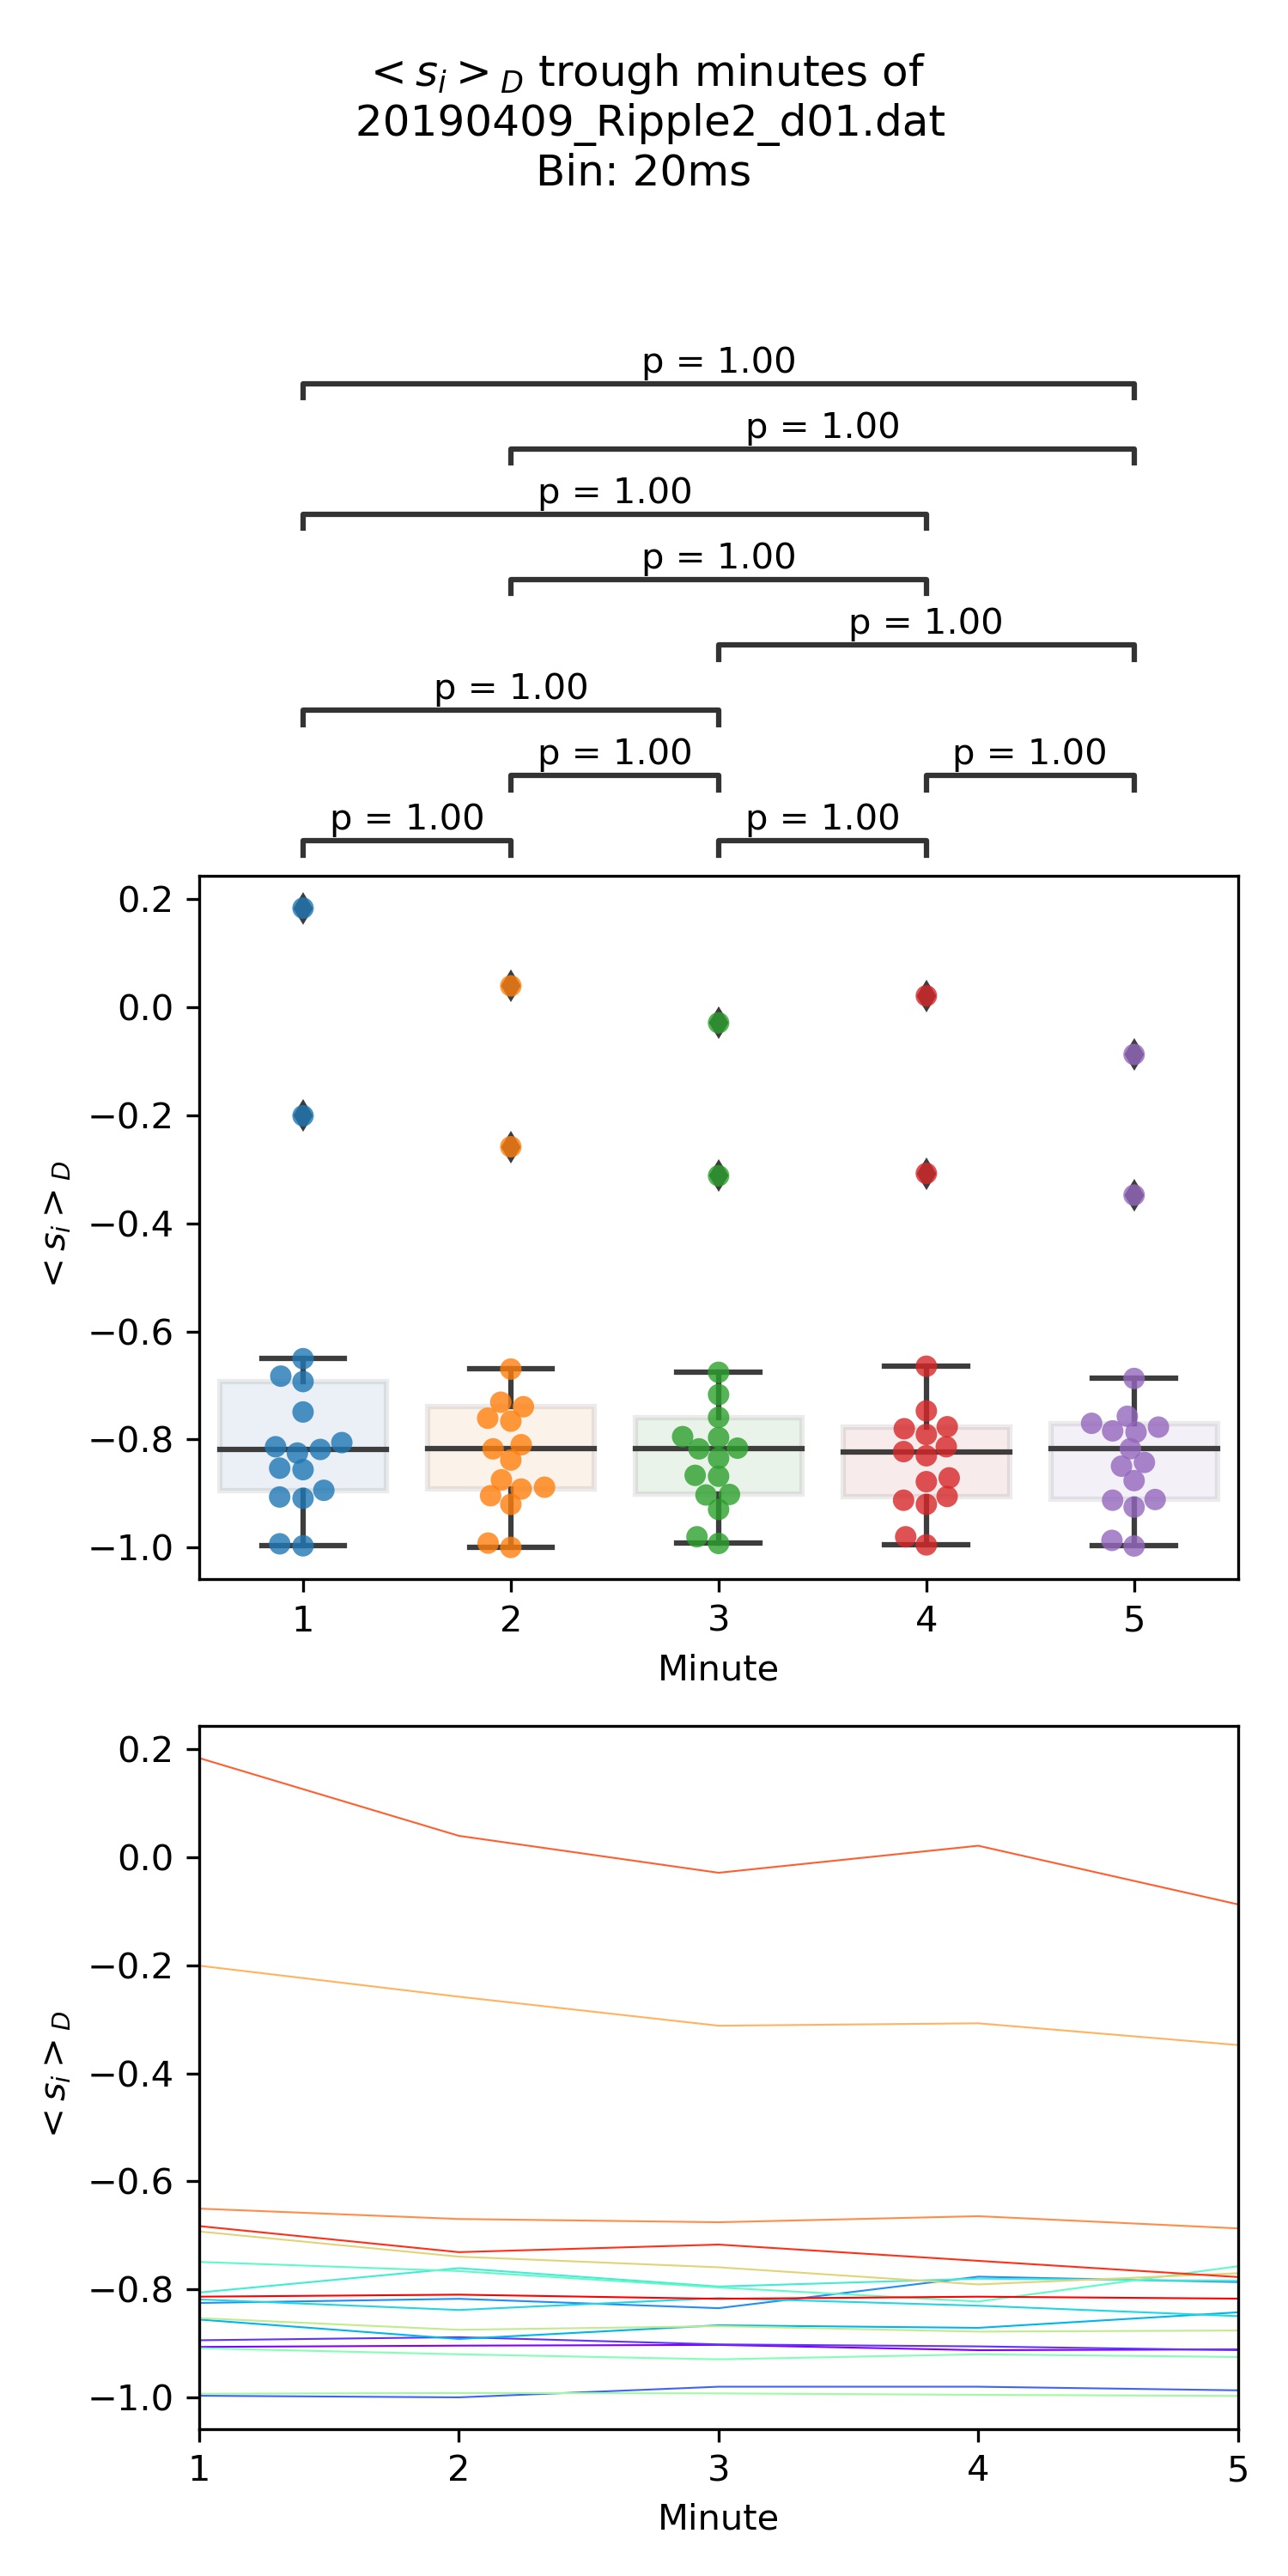 < s_i >_D trough minutes of
20190409_Ripple2_d01.dat
Bin: 20ms
p = 1.00
p = 1.00
p = 1.00
p = 1.00
p = 1.00
p = 1.00
p = 1.00 p = 1.00
p = 1.00 p = 1.00
0.2
0.0
−0.2
−0.4
−0.6
−0.8
−1.0
< s_i >_D
1 2 3 4 5
Minute
0.2
0.0
−0.2
−0.4
−0.6
−0.8
−1.0
< s_i >_D
1 2 3 4 5
Minute